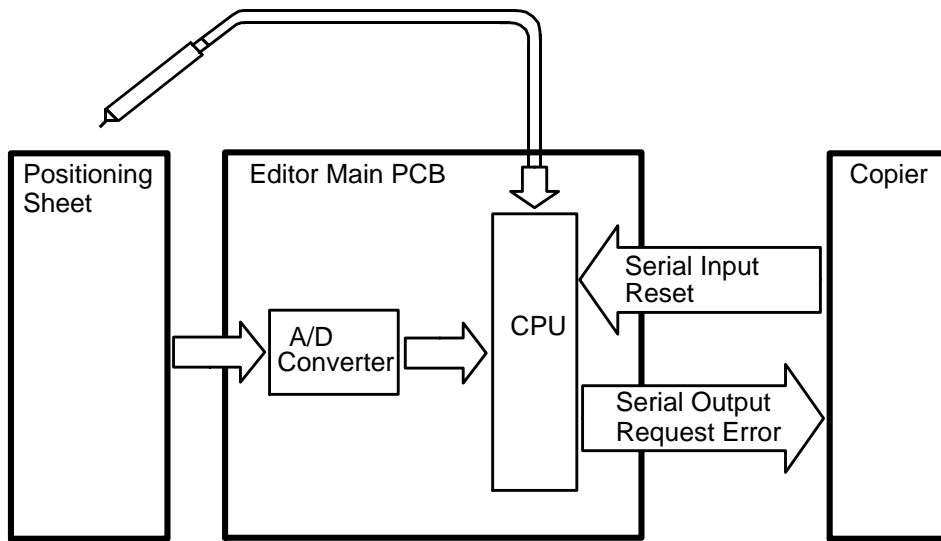 Positioning
Sheet
Editor Main PCB
A/D
Converter
CPU
Serial Input
Reset
Serial Output
Request Error
Copier